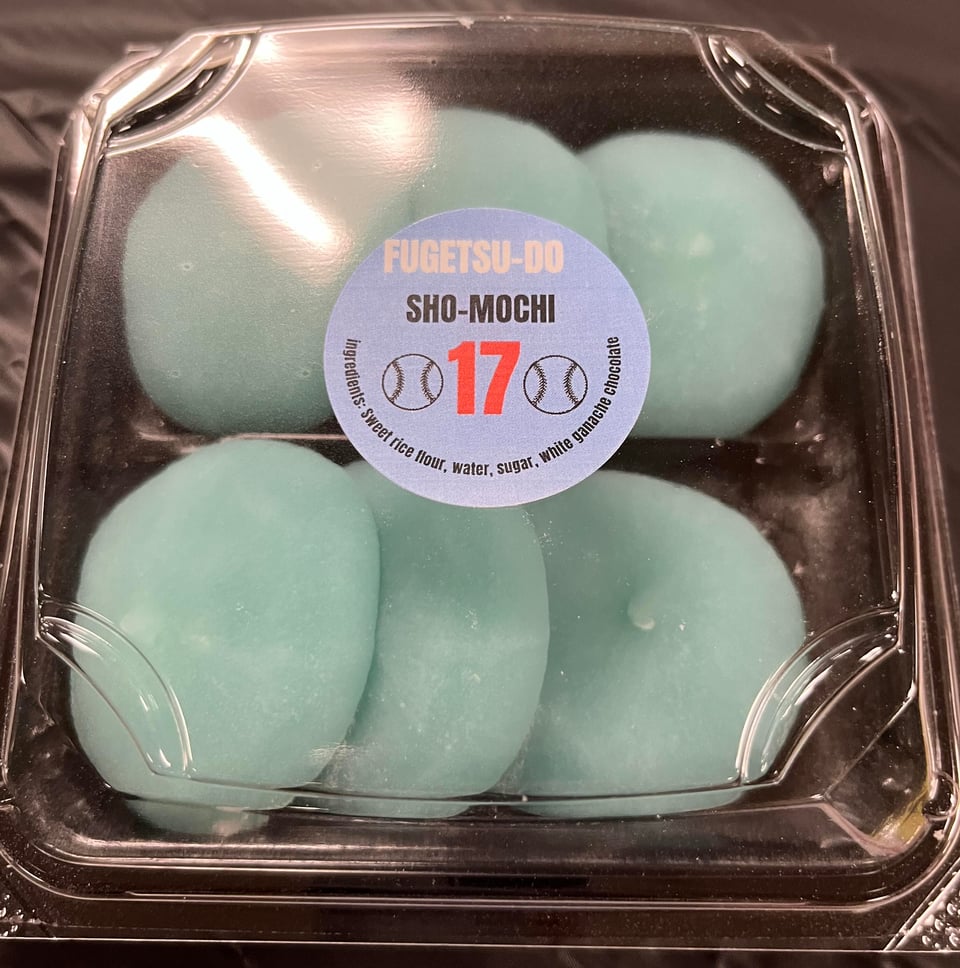 FUGETSU-DO
SHO-MOCHI
17
ingredients: sweet rice flour, water, sugar, white ganache chocolate